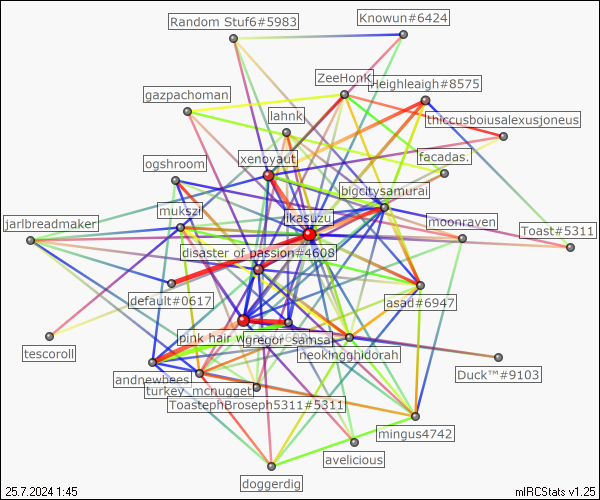 Random Stuf6#5983
Knowun#6424
ZeeHonK
Heighleaigh#8575
gazpachoman
lahnk
thiccusboiusalexusjoneus
xenoyaut
facadas.
ogshroom
bigcitysamurai
mukszi
ikasuzu
jarlbreadmaker
moonraven
Toast#5311
disaster of passion#4608
default#0617
asad#6947
pink hair
gregor_samsa
tescoroll
neokingghidorah
andrewbees
turkey_mcnugget
Duck™#9103
ToastephBroseph5311#5311
mingus4742
avelicious
doggerdig
25.7.2024 1:45
mIRCStats v1.25